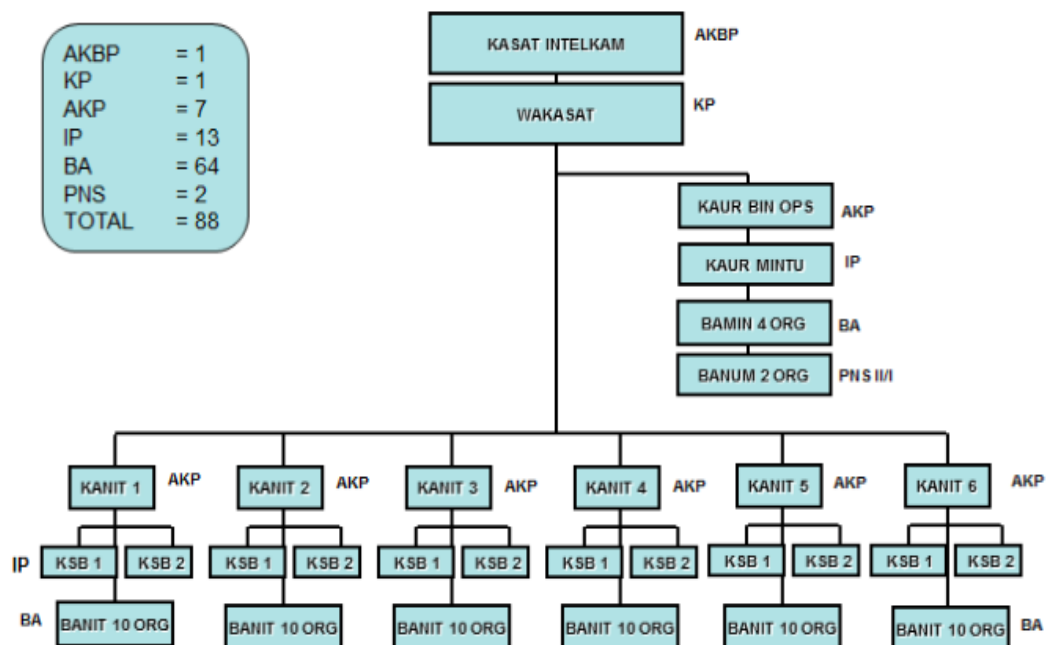 AKBP = 1
KP = 1
AKP = 7
IP = 13
BA = 64
PNS = 2
TOTAL = 88
KASAT INTELKAM AKBP
WAKASAT KP
KAUR BIN OPS AKP
KAUR MINTU IP
BAMIN 4 ORG BA
BANUM 2 ORG PNS II/I
KANIT 1 AKP KANIT 2 AKP KANIT 3 AKP KANIT 4 AKP KANIT 5 AKP KANIT 6 AKP
IP KSB 1 KSB 2 KSB 1 KSB 2 KSB 1 KSB 2 KSB 1 KSB 2 KSB 1 KSB 2 KSB 1 KSB 2
BA BANIT 10 ORG BANIT 10 ORG BANIT 10 ORG BANIT 10 ORG BANIT 10 ORG BANIT 10 ORG BA